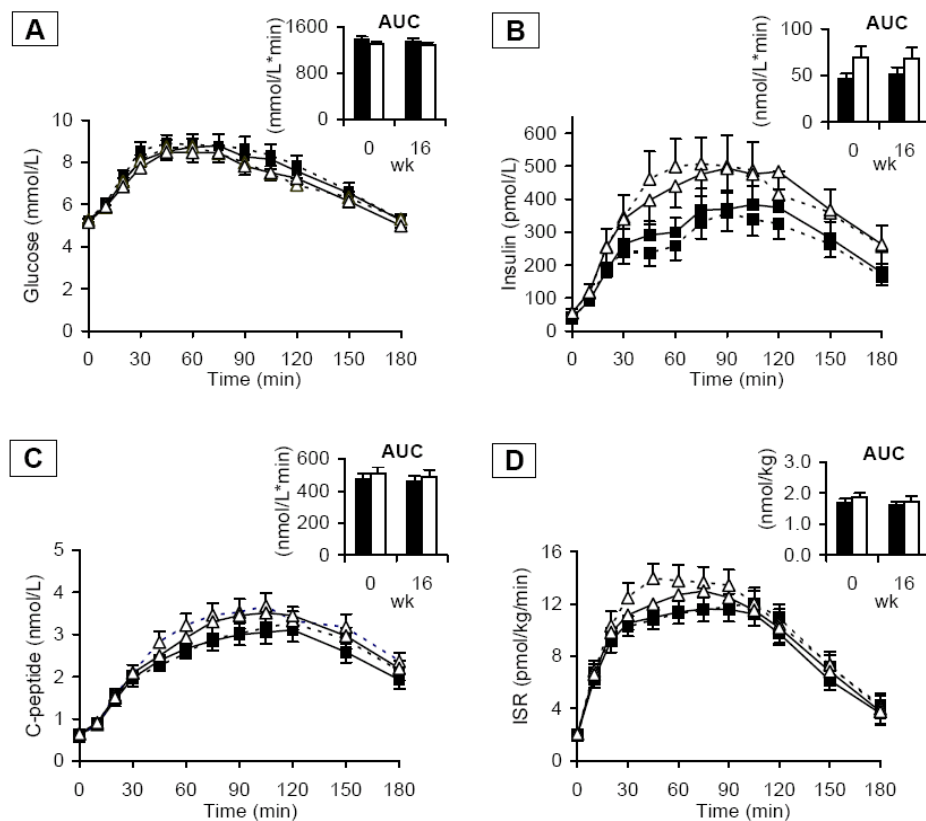 A
AUC
(mmol/L*min)
1600
800
0
0 16
wk
Glucose (mmol/L)
10
8
6
4
2
0
0 30 60 90 120 150 180
Time (min)
B
AUC
(nmol/L*min)
100
50
0
0 16
wk
Insulin (pmol/L)
600
500
400
300
200
100
0
0 30 60 90 120 150 180
Time (min)
C
AUC
(nmol/L*min)
600
400
200
0
0 16
wk
C-peptide (nmol/L)
5
4
3
2
1
0
0 30 60 90 120 150 180
Time (min)
D
AUC
(nmol/kg)
3.0
2.0
1.0
0.0
0 16
wk
ISR (pmol/kg/min)
16
12
8
4
0
0 30 60 90 120 150 180
Time (min)